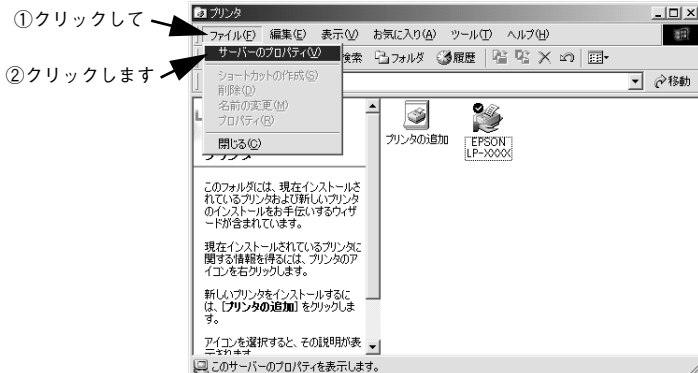 プリンタ
①クリックして
ファイル(F) 編集(E) 表示(V) お気に入り(A) ツール(T) ヘルプ(H)
②クリックします
サーバーのプロパティ(V)
検索 フォルダ 履歴
ショートカットの作成(S)
削除(D)
名前の変更(M)
プロパティ(R)
閉じる(C)
移動
プリンタの追加
EPSON
LP-XXXX
プリンタ
このフォルダには、現在インストールさ
れているプリンタおよび新しいプリンタ
のインストールをお手伝いするウィザ
ードが含まれています。
現在インストールされているプリンタに
関する情報を得るには、プリンタのア
イコンを右クリックします。
新しいプリンタをインストールするに
は、[プリンタの追加] をクリックしま
す。
アイコンを選択すると、その説明が表
示されます
このサーバーのプロパティを表示します。